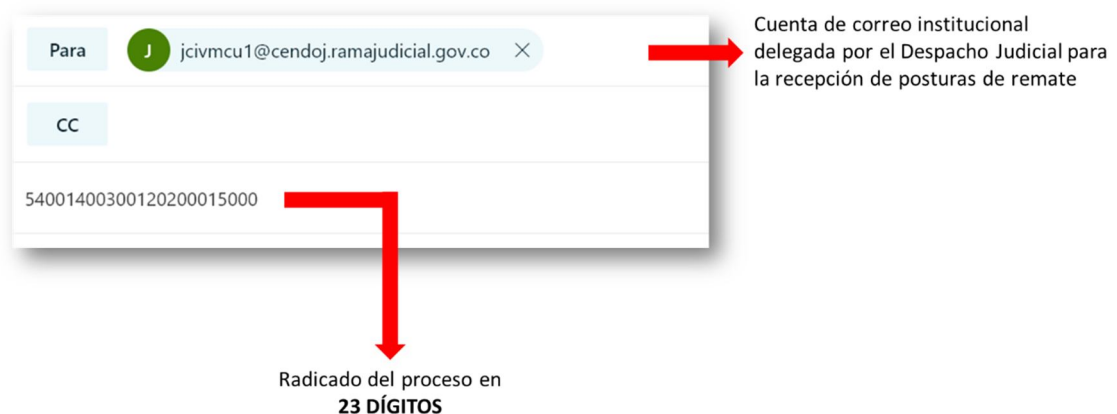 Para
J jcivmcu1@cendoj.ramajudicial.gov.co
Cuenta de correo institucional
delegada por el Despacho Judicial para
la recepción de posturas de remate
CC
54001400300120200015000
Radicado del proceso en
23 DÍGITOS